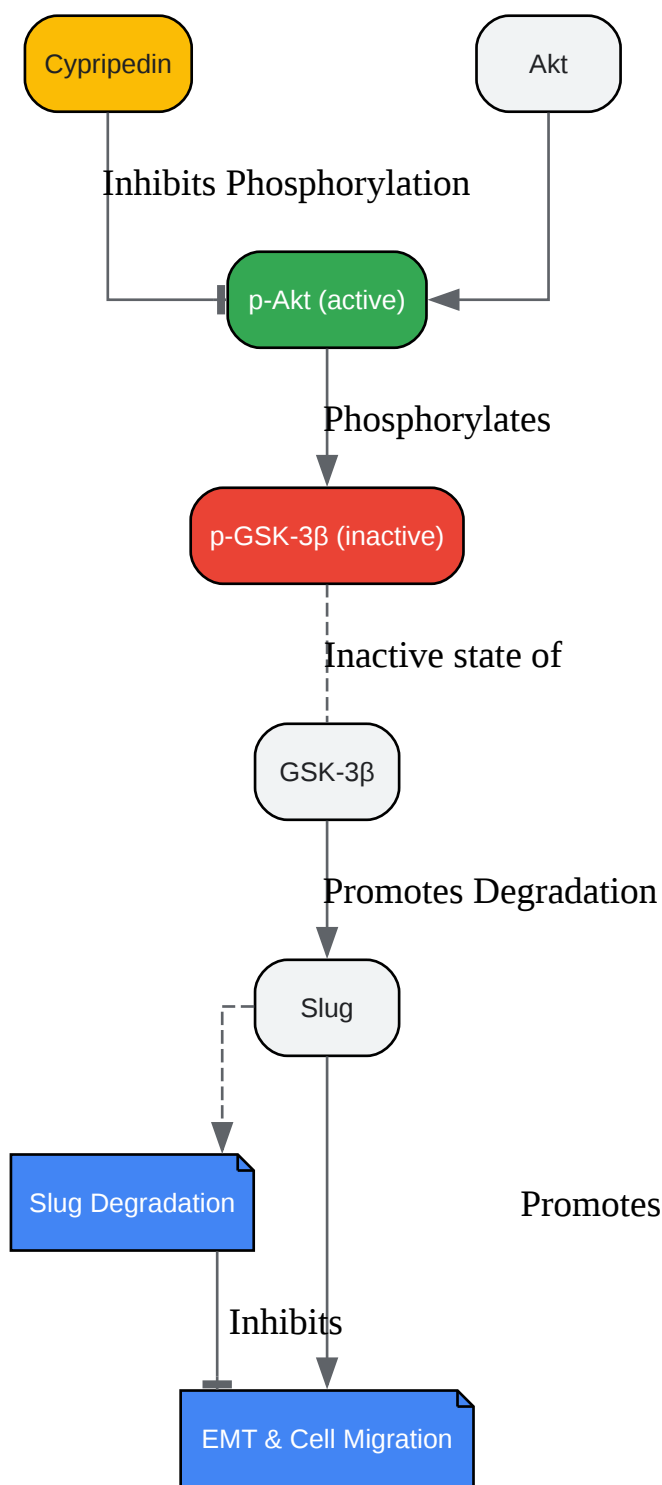 Cypripedin
Akt
Inhibits Phosphorylation
p-Akt (active)
Phosphorylates
p-GSK-3β (inactive)
Inactive state of
GSK-3β
Promotes Degradation
Slug
Slug Degradation
Promotes
Inhibits
EMT & Cell Migration